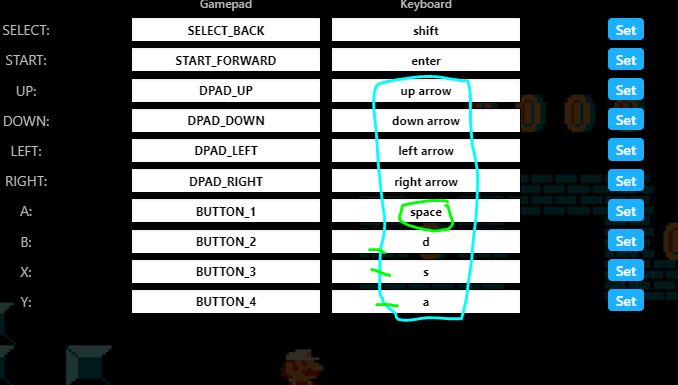 Gamepad Keyboard
SELECT: SELECT_BACK shift Set
START: START_FORWARD enter Set
UP: DPAD_UP up arrow Set
DOWN: DPAD_DOWN down arrow Set
LEFT: DPAD_LEFT left arrow Set
RIGHT: DPAD_RIGHT right arrow Set
A: BUTTON_1 space Set
B: BUTTON_2 d Set
X: BUTTON_3 s Set
Y: BUTTON_4 a Set